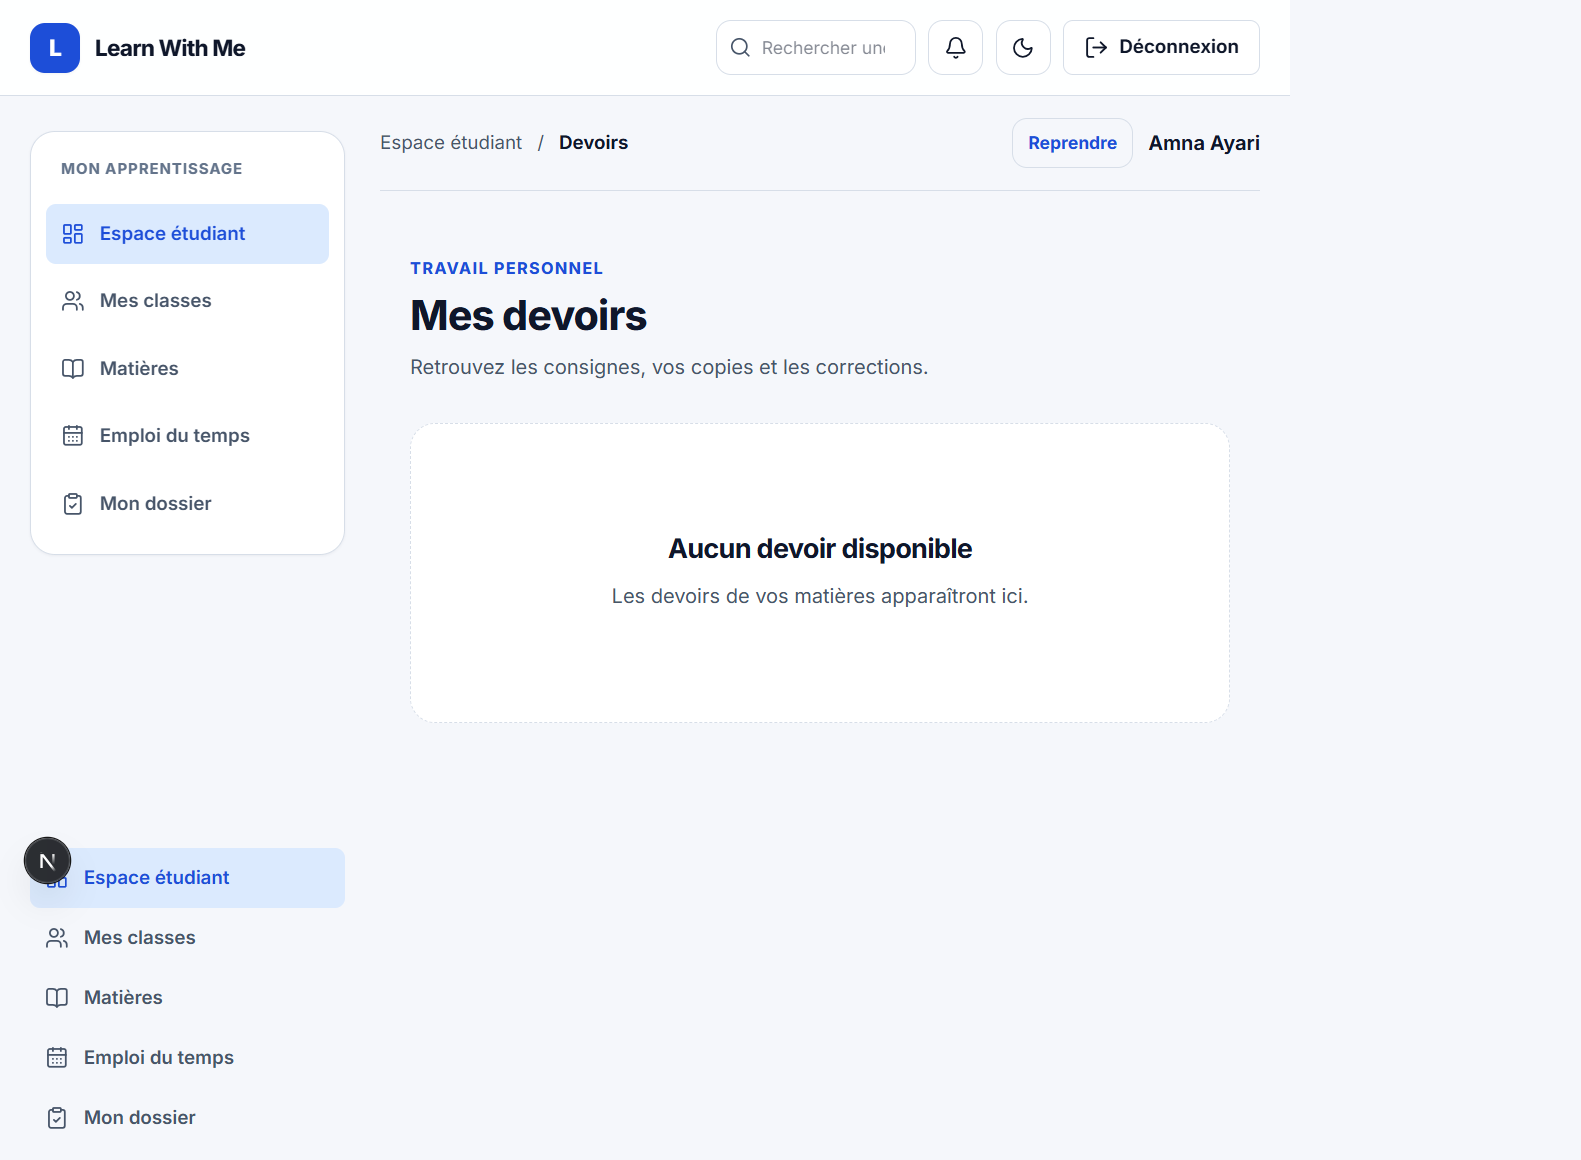 L
Learn With Me
Rechercher un
Déconnexion
MON APPRENTISSAGE
Espace étudiant
Mes classes
Matières
Emploi du temps
Mon dossier
Espace étudiant / Devoirs
Reprendre
Amna Ayari
TRAVAIL PERSONNEL
Mes devoirs
Retrouvez les consignes, vos copies et les corrections.
Aucun devoir disponible
Les devoirs de vos matières apparaîtront ici.
N
Espace étudiant
Mes classes
Matières
Emploi du temps
Mon dossier